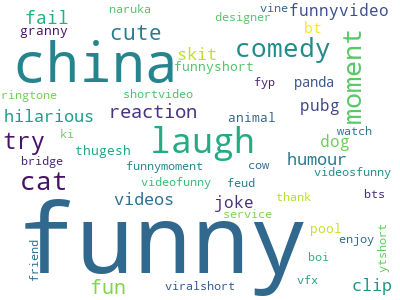 naruka
vine
funnyvideo
fail
designer
granny
cute
bt
china
skit
comedy
moment
funnyshort
ringtone
shortvideo
fyp
panda
hilarious
reaction
pubg
animal
try
ki
thugesh
laugh
dog
watch
bridge
funnymoment
cow
humour
cat
videofunny
feud
videosfunny
videos
joke
thank
bts
service
funny
pool
enjoy
ytshort
friend
boi
fun
viralshort
vfx
clip